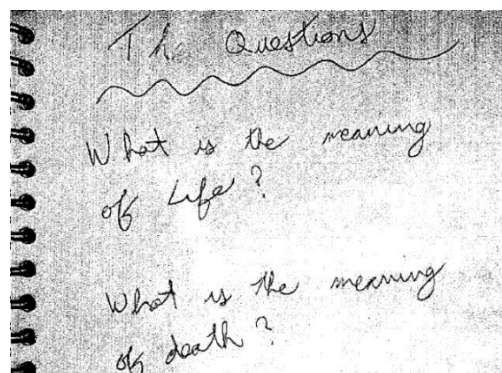 The Questions
What is the meaning
of Life?
What is the meaning
of death?